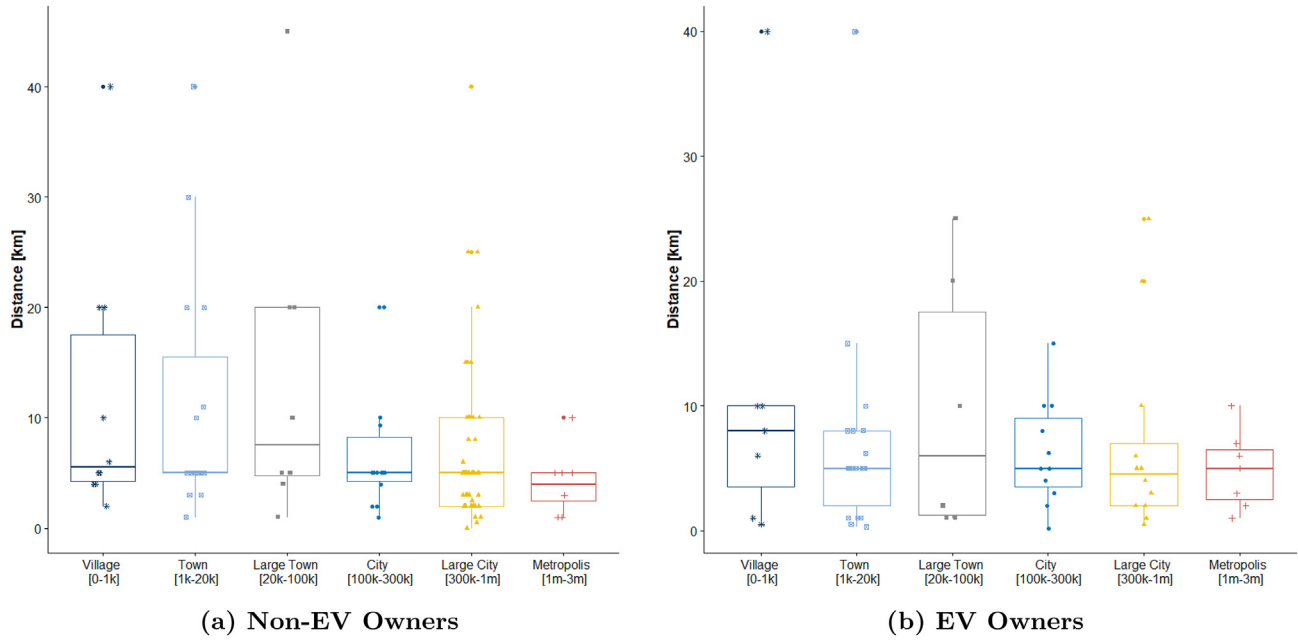 Distance [km]
40
30
20
10
0
Village
[0-1k]
Town
[1k-20k]
Large Town
[20k-100k]
City
[100k-300k]
Large City
[300k-1m]
Metropolis
[1m-3m]
(a) Non-EV Owners
Distance [km]
40
30
20
10
0
Village
[0-1k]
Town
[1k-20k]
Large Town
[20k-100k]
City
[100k-300k]
Large City
[300k-1m]
Metropolis
[1m-3m]
(b) EV Owners